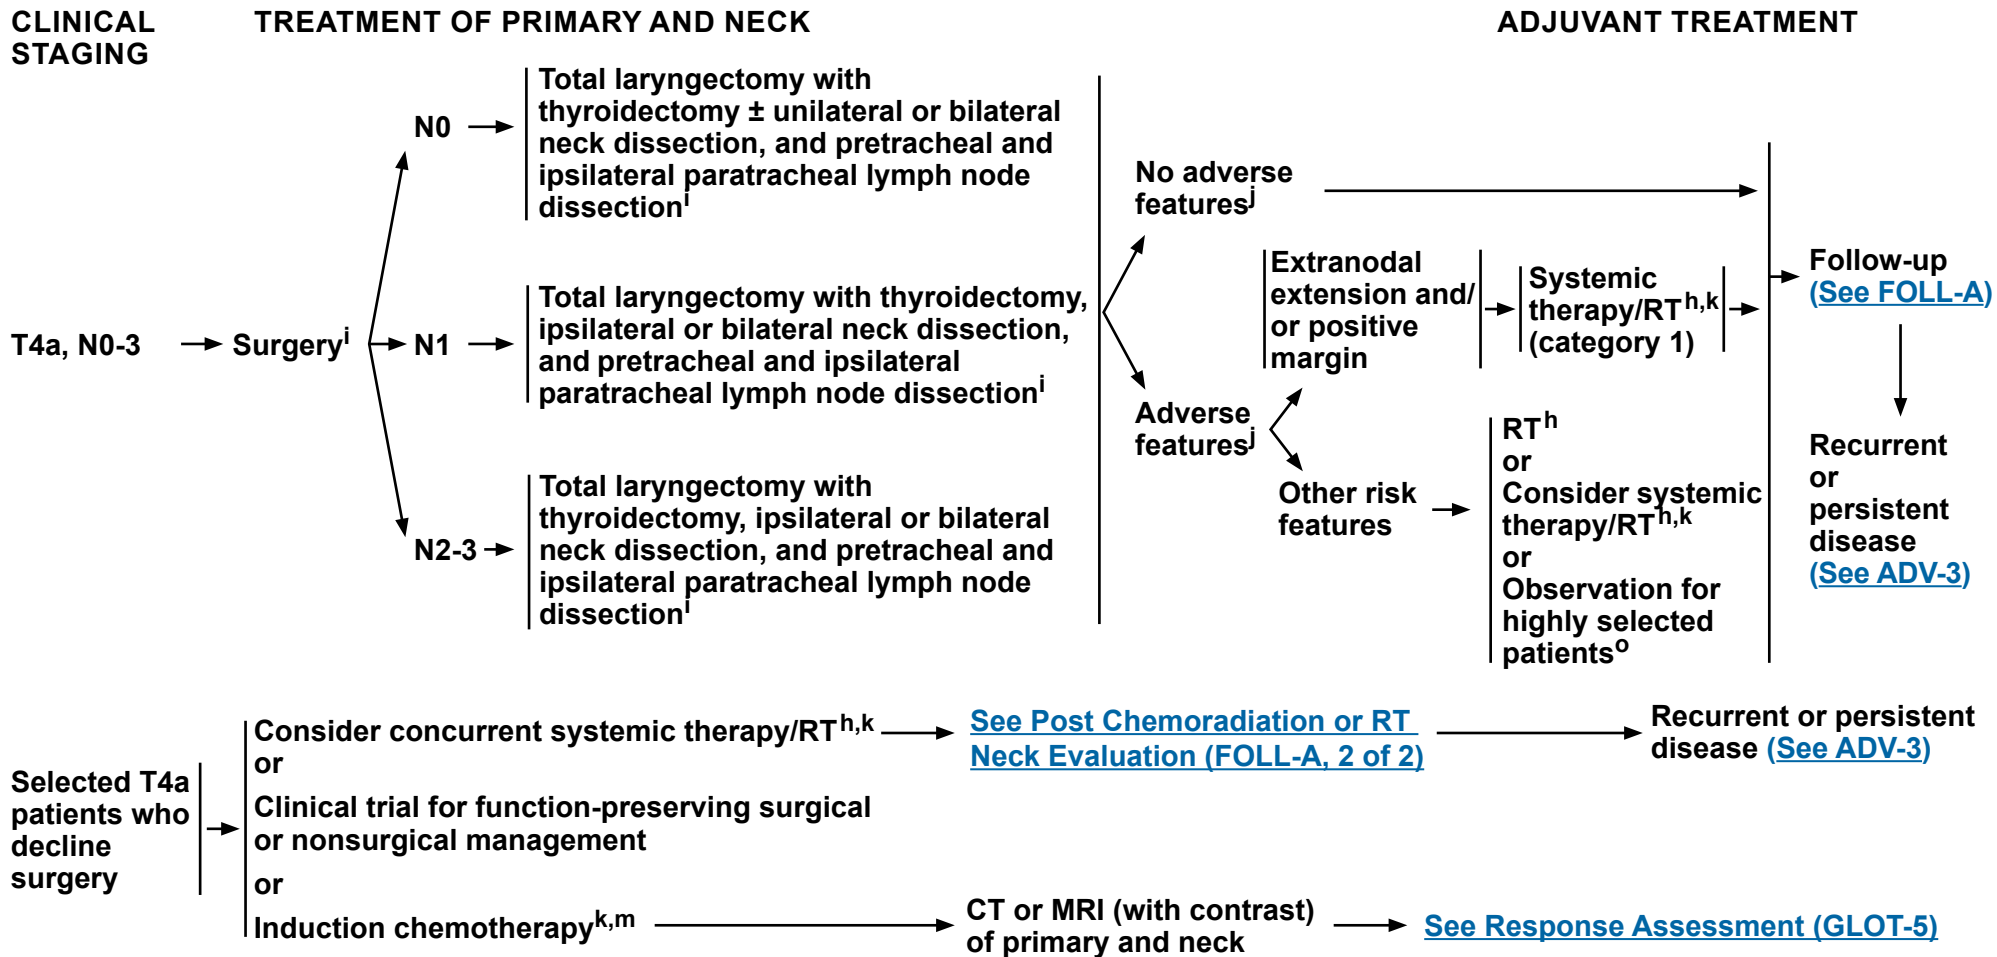 CLINICAL
STAGING
TREATMENT OF PRIMARY AND NECK
ADJUVANT TREATMENT
T4a, N0-3
Surgeryi
N0
Total laryngectomy with
thyroidectomy ± unilateral or bilateral
neck dissection, and pretracheal and
ipsilateral paratracheal lymph node
dissectioni
N1
Total laryngectomy with thyroidectomy,
ipsilateral or bilateral neck dissection,
and pretracheal and ipsilateral
paratracheal lymph node dissectioni
N2-3
Total laryngectomy with
thyroidectomy, ipsilateral or bilateral
neck dissection, and pretracheal and
ipsilateral paratracheal lymph node
dissectioni
No adverse
featuresj
Adverse
featuresj
Extranodal
extension and/
or positive
margin
Systemic
therapy/RTh,k
(category 1)
Other risk
features
RTh
or
Consider systemic
therapy/RTh,k
or
Observation for
highly selected
patientso
Follow-up
(See FOLL-A)
Recurrent
or
persistent
disease
(See ADV-3)
Selected T4a
patients who
decline
surgery
Consider concurrent systemic therapy/RTh,k
or
Clinical trial for function-preserving surgical
or nonsurgical management
or
Induction chemotherapyk,m
See Post Chemoradiation or RT
Neck Evaluation (FOLL-A, 2 of 2)
Recurrent or persistent
disease (See ADV-3)
CT or MRI (with contrast)
of primary and neck
See Response Assessment (GLOT-5)